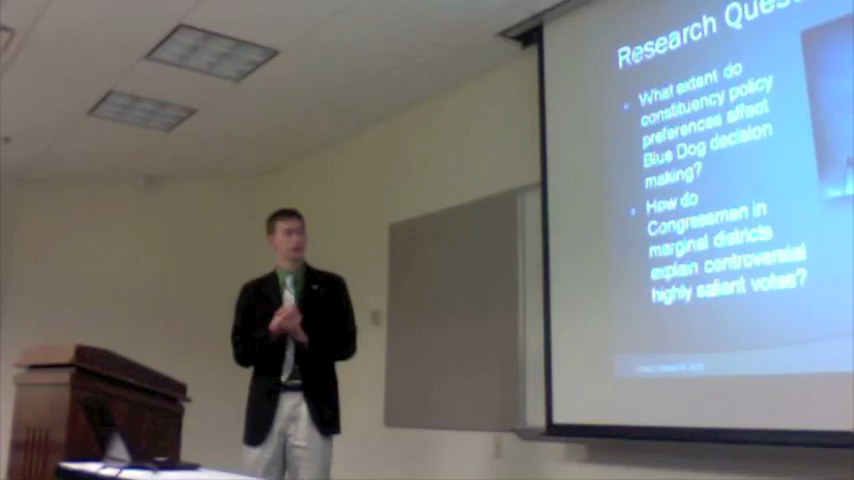 Research Ques
What extent do
constituency policy
preferences affect
Blue Dog decision
making?
How do
Congressman in
marginal districts
explain controversial
highly salient votes?